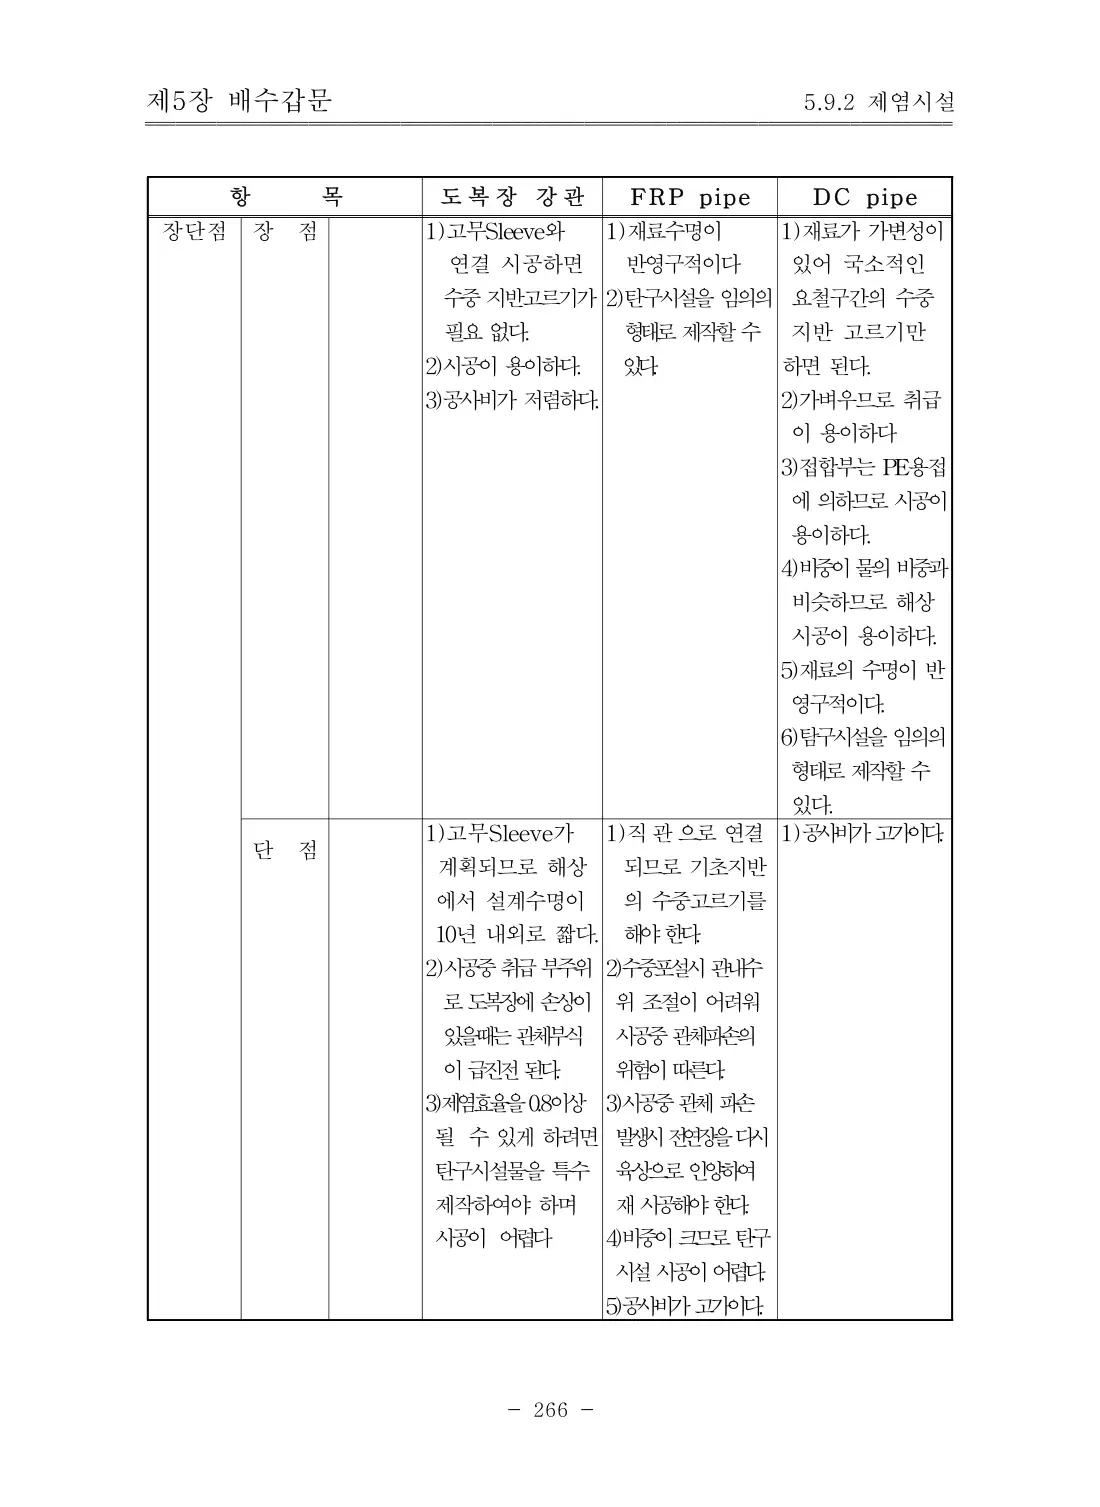 제5장 배수갑문
5.9.2 제염시설
항 목
도복장 강관
FRP pipe
DC pipe
장단점
장 점
1)고무Sleeve와
연결 시공하면
수중 지반고르기가
필요 없다.
2)시공이 용이하다.
3)공사비가 저렴하다.
1)재료수명이
반영구적이다
2)탄구시설을 임의의
형태로 제작할 수
있다.
1)재료가 가변성이
있어 국소적인
요철구간의 수중
지반 고르기만
하면 된다.
2)가벼우므로 취급
이 용이하다
3)접합부는 PE용접
에 의하므로 시공이
용이하다.
4)비중이 물의 비중과
비슷하므로 해상
시공이 용이하다.
5)재료의 수명이 반
영구적이다.
6)탐구시설을 임의의
형태로 제작할 수
있다.
단 점
1)고무Sleeve가
계획되므로 해상
에서 설계수명이
10년 내외로 짧다.
2)시공중 취급 부주위
로 도복장에 손상이
있을때는 관체부식
이 급진전 된다.
3)제염효율을 0.8이상
될 수 있게 하려면
탄구시설물을 특수
제작하여야 하며
시공이 어렵다
1)직관으로 연결
되므로 기초지반
의 수중고르기를
해야 한다.
2)수중포설시 관내수
위 조절이 어려워
시공중 관체파손의
위험이 따른다.
3)시공중 관체 파손
발생시 전연장을 다시
육상으로 인양하여
재 시공해야 한다.
4)비중이 크므로 탄구
시설 시공이 어렵다.
5)공사비가 고가이다.
1)공사비가 고가이다.
- 266 -